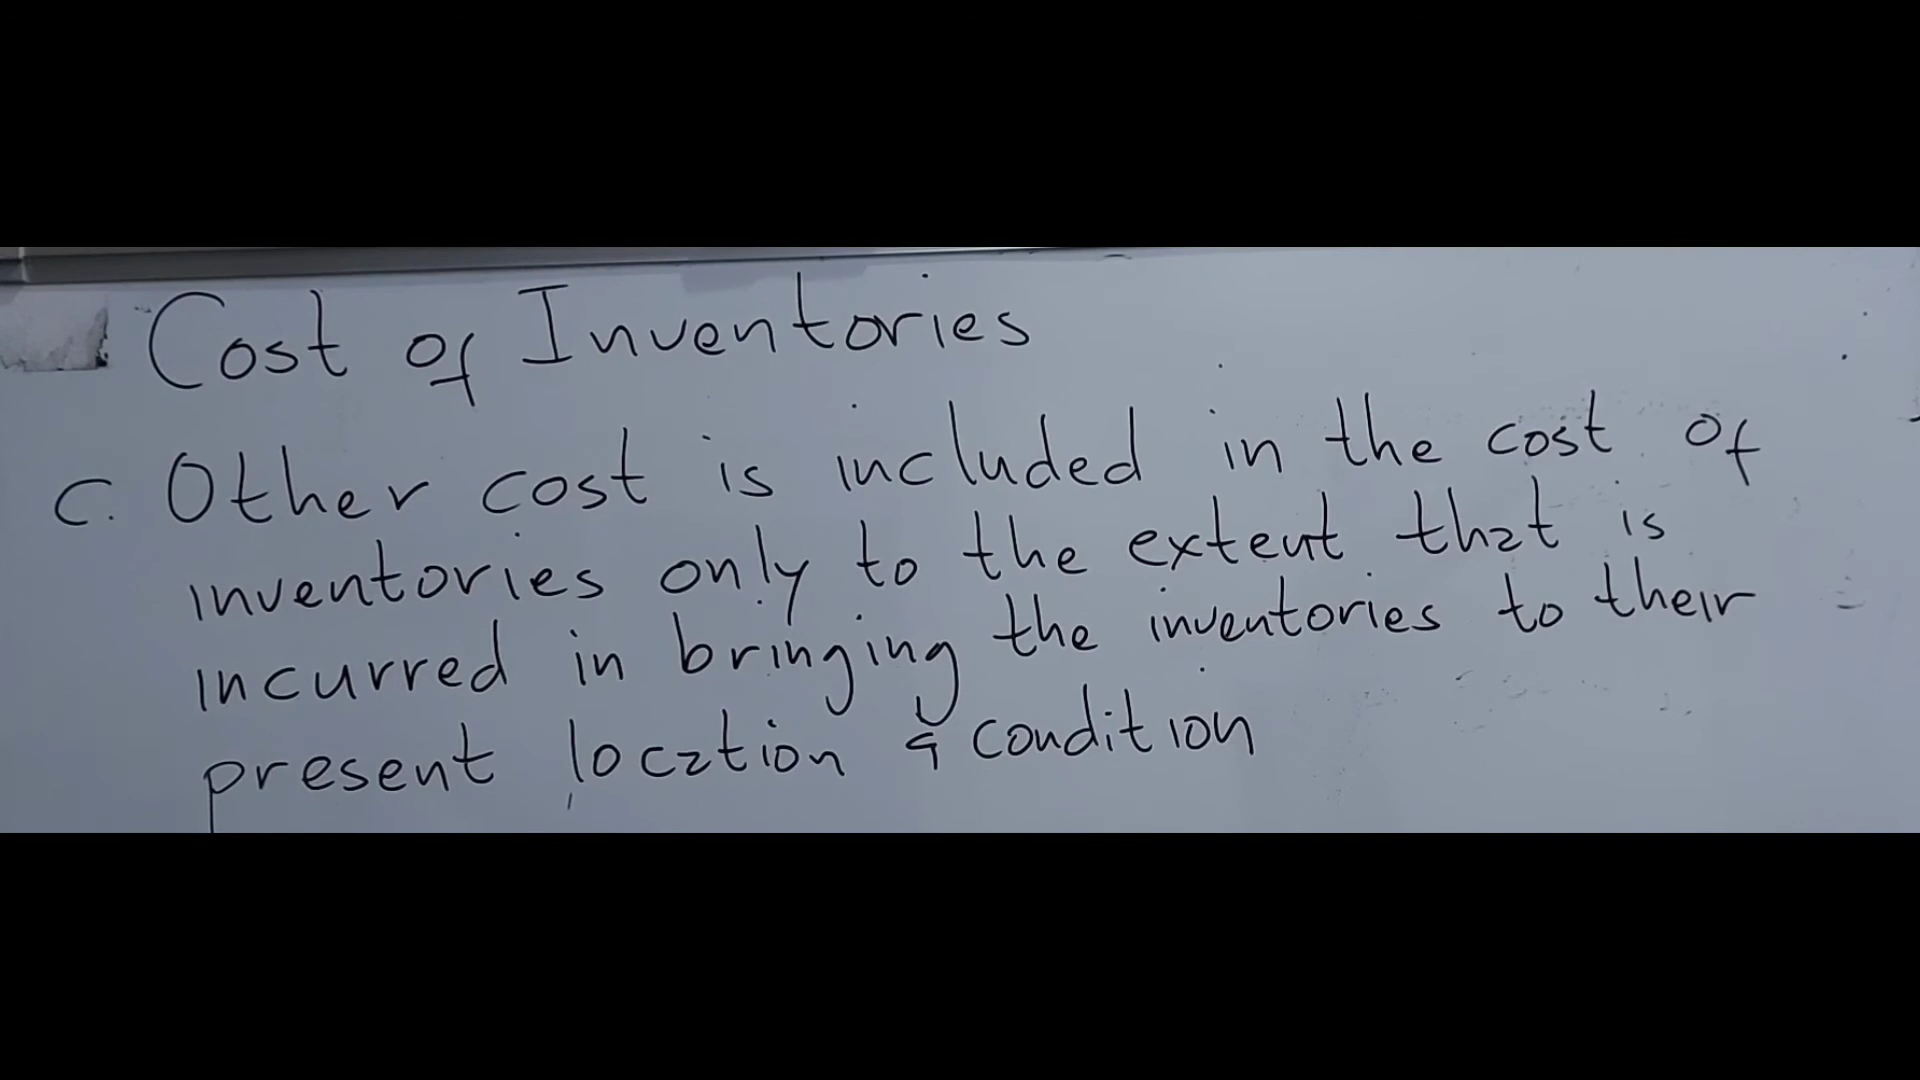 Cost of Inventories
c. Other cost is included in the cost of
inventories only to the extent that is
incurred in bringing the inventories to their
present location & condition